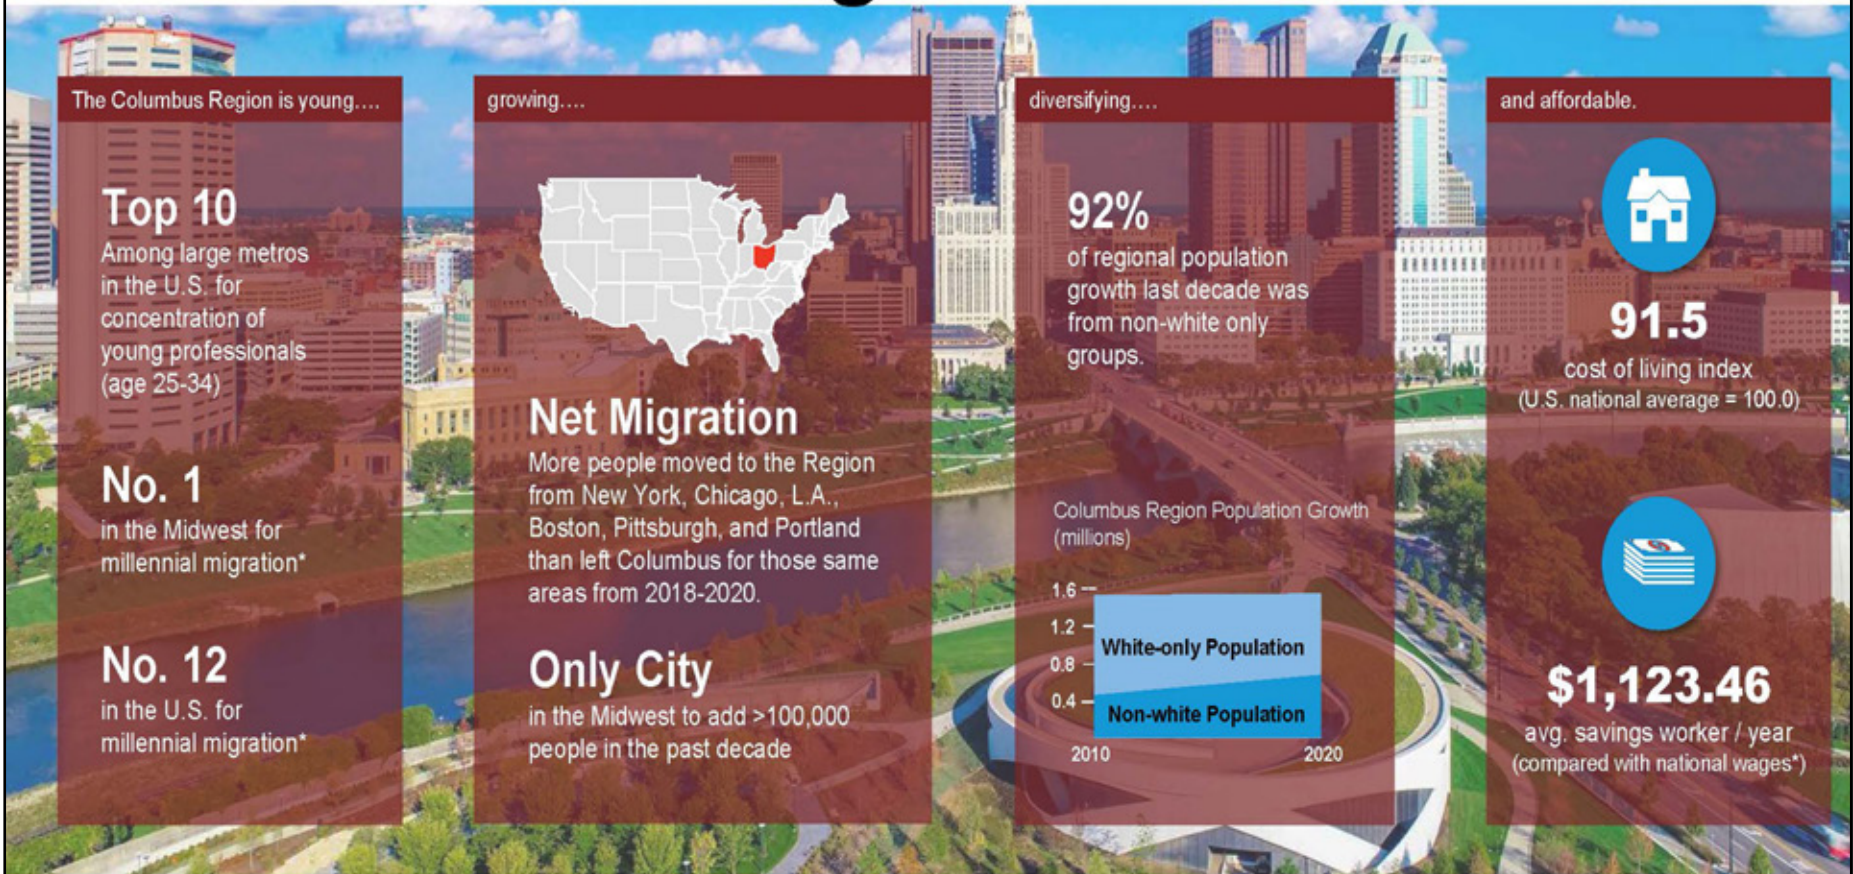 The Columbus Region is young....
Top 10
Among large metros
in the U.S. for
concentration of
young professionals
(age 25-34)
No. 1
in the Midwest for
millennial migration*
No. 12
in the U.S. for
millennial migration*
growing....
Net Migration
More people moved to the Region
from New York, Chicago, L.A.,
Boston, Pittsburgh, and Portland
than left Columbus for those same
areas from 2018-2020.
Only City
in the Midwest to add >100,000
people in the past decade
diversifying....
92%
of regional population
growth last decade was
from non-white only
groups.
Columbus Region Population Growth
(millions)
1.6
1.2
0.8
0.4
White-only Population
Non-white Population
2010
2020
and affordable.
91.5
cost of living index
(U.S. national average = 100.0)
$1,123.46
avg. savings worker / year
(compared with national wages*)